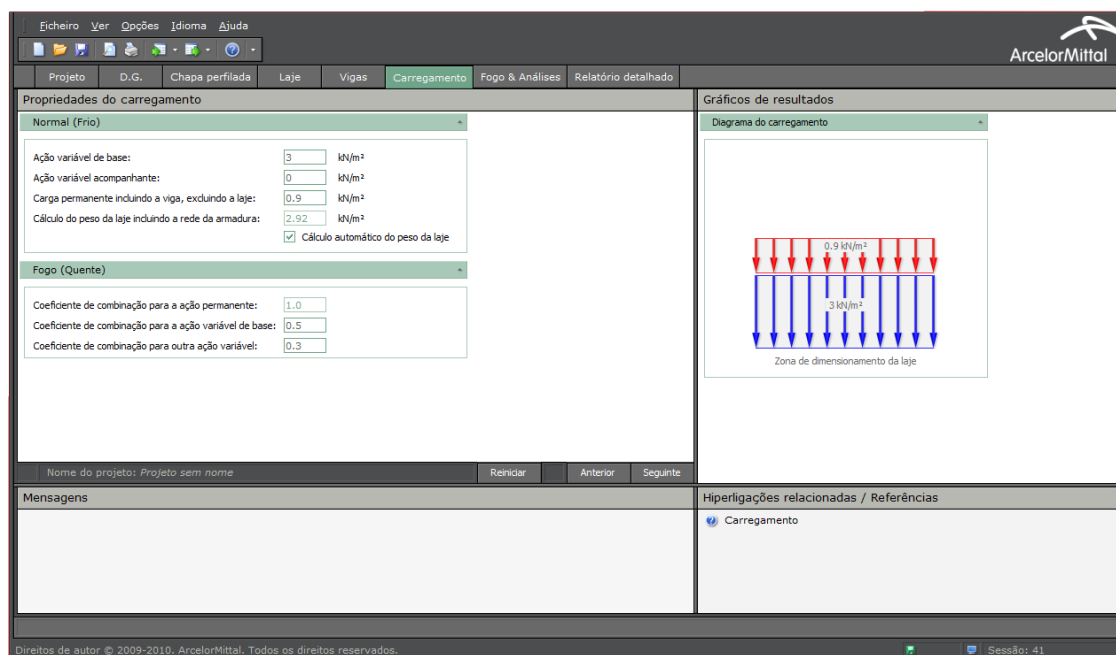 Ficheiro Ver Opções Idioma Ajuda
ArcelorMittal
Projeto D.G. Chapa perfilada Laje Vigas Carregamento Fogo & Análises Relatório detalhado
Propriedades do carregamento
Normal (Frio)
Ação variável de base: 3 kN/m²
Ação variável acompanhante: 0 kN/m²
Carga permanente incluindo a viga, excluindo a laje: 0.9 kN/m²
Cálculo do peso da laje incluindo a rede da armadura: 2.92 kN/m²
Cálculo automático do peso da laje
Fogo (Quente)
Coeficiente de combinação para a ação permanente: 1.0
Coeficiente de combinação para a ação variável de base: 0.5
Coeficiente de combinação para outra ação variável: 0.3
Nome do projeto: Projeto sem nome
Reiniciar Anterior Seguinte
Gráficos de resultados
Diagrama do carregamento
0.9 kN/m²
3 kN/m²
Zona de dimensionamento da laje
Mensagens
Hiperligações relacionadas / Referências
Carregamento
Direitos de autor © 2009-2010. ArcelorMittal. Todos os direitos reservados.
Sessão: 41